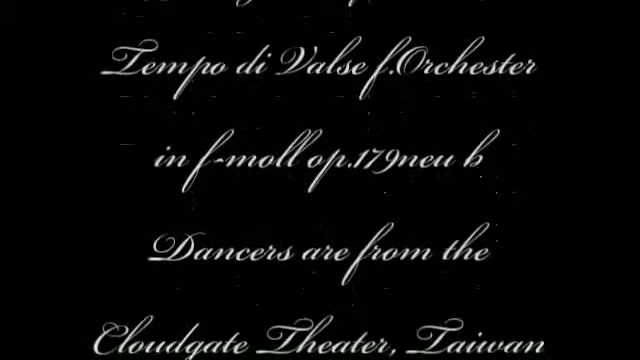 Tempo di Valse f.Orchester
in f-moll op.179neu b
Dancers are from the
Cloudgate Theater, Taiwan